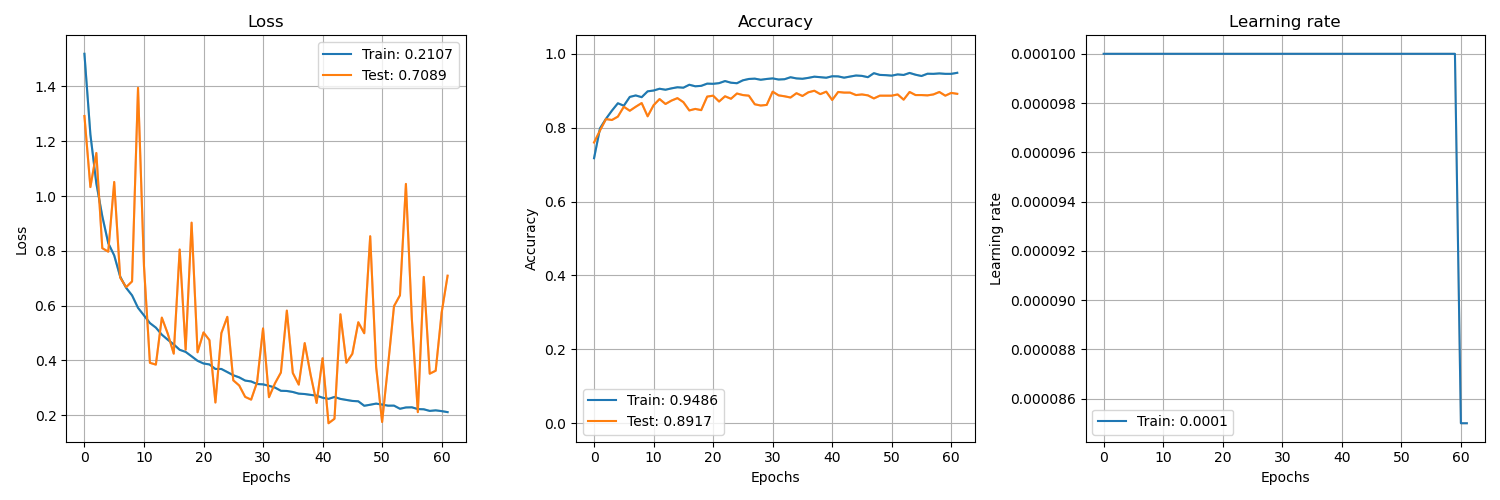 Loss
Train: 0.2107
Test: 0.7089
1.4
1.2
1.0
0.8
0.6
0.4
0.2
Loss
0 10 20 30 40 50 60
Epochs
Accuracy
1.0
0.8
0.6
0.4
0.2
0.0
Accuracy
Train: 0.9486
Test: 0.8917
0 10 20 30 40 50 60
Epochs
Learning rate
0.000100
0.000098
0.000096
0.000094
0.000092
0.000090
0.000088
0.000086
Learning rate
Train: 0.0001
0 10 20 30 40 50 60
Epochs